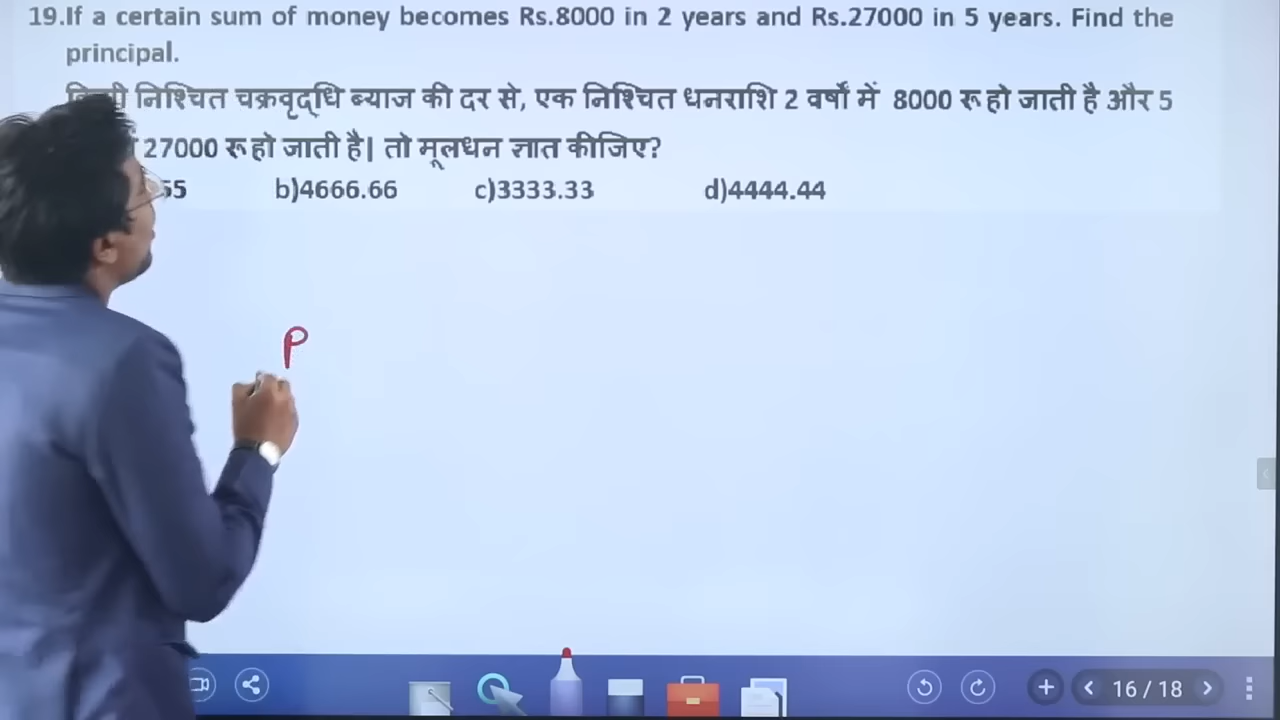 19.If a certain sum of money becomes Rs.8000 in 2 years and Rs.27000 in 5 years. Find the
principal.
निश्चित चक्रवृद्धि ब्याज की दर से, एक निश्चित धनराशि 2 वर्षों में 8000 रू हो जाती है और 5
27000 रू हो जाती है| तो मूलधन ज्ञात कीजिए?
55 b)4666.66 c)3333.33 d)4444.44
P
16 / 18